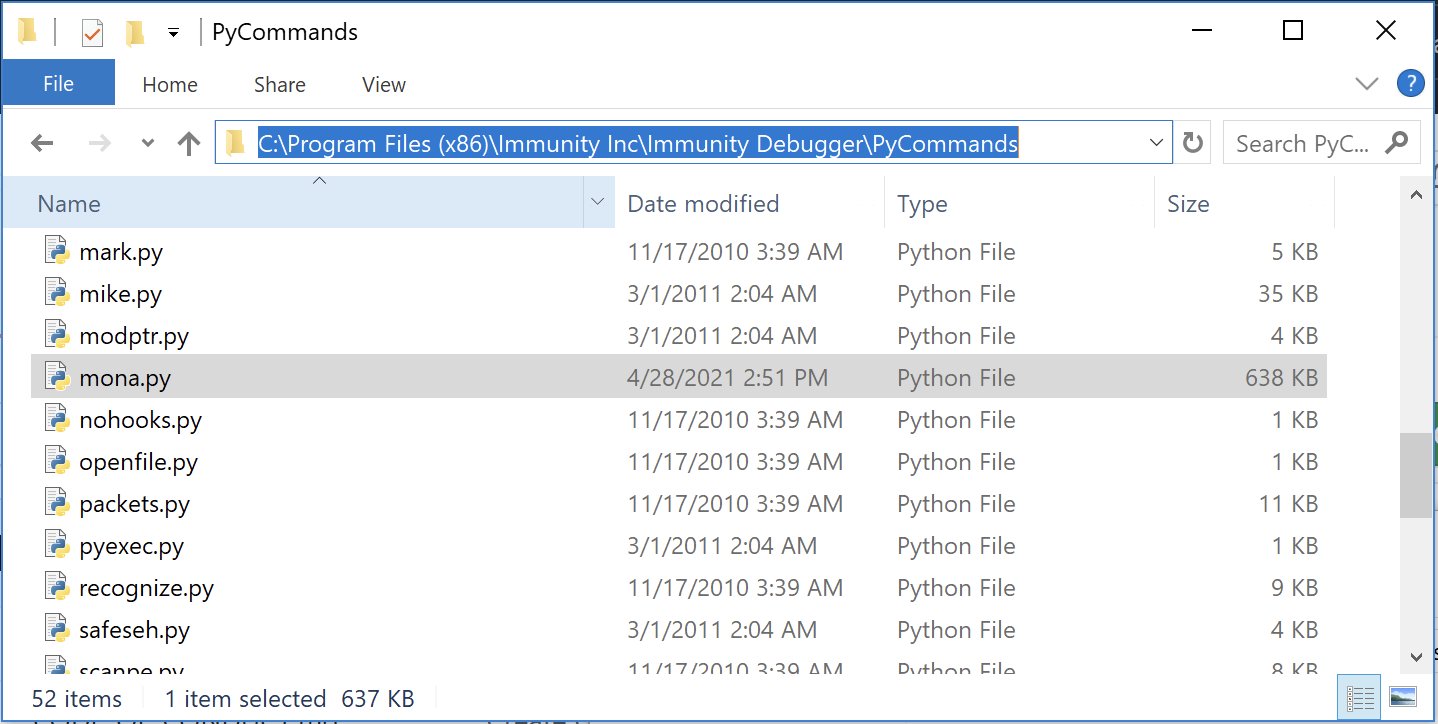 PyCommands
File Home Share View
C:\Program Files (x86)\Immunity Inc\Immunity Debugger\PyCommands Search PyC...
Name Date modified Type Size
mark.py 11/17/2010 3:39 AM Python File 5 KB
mike.py 3/1/2011 2:04 AM Python File 35 KB
modptr.py 3/1/2011 2:04 AM Python File 4 KB
mona.py 4/28/2021 2:51 PM Python File 638 KB
nohooks.py 11/17/2010 3:39 AM Python File 1 KB
openfile.py 11/17/2010 3:39 AM Python File 1 KB
packets.py 11/17/2010 3:39 AM Python File 11 KB
pyexec.py 3/1/2011 2:04 AM Python File 1 KB
recognize.py 11/17/2010 3:39 AM Python File 9 KB
safeseh.py 3/1/2011 2:04 AM Python File 4 KB
scanpe.py 11/17/2010 3:39 AM Python File 8 KB
52 items 1 item selected 637 KB